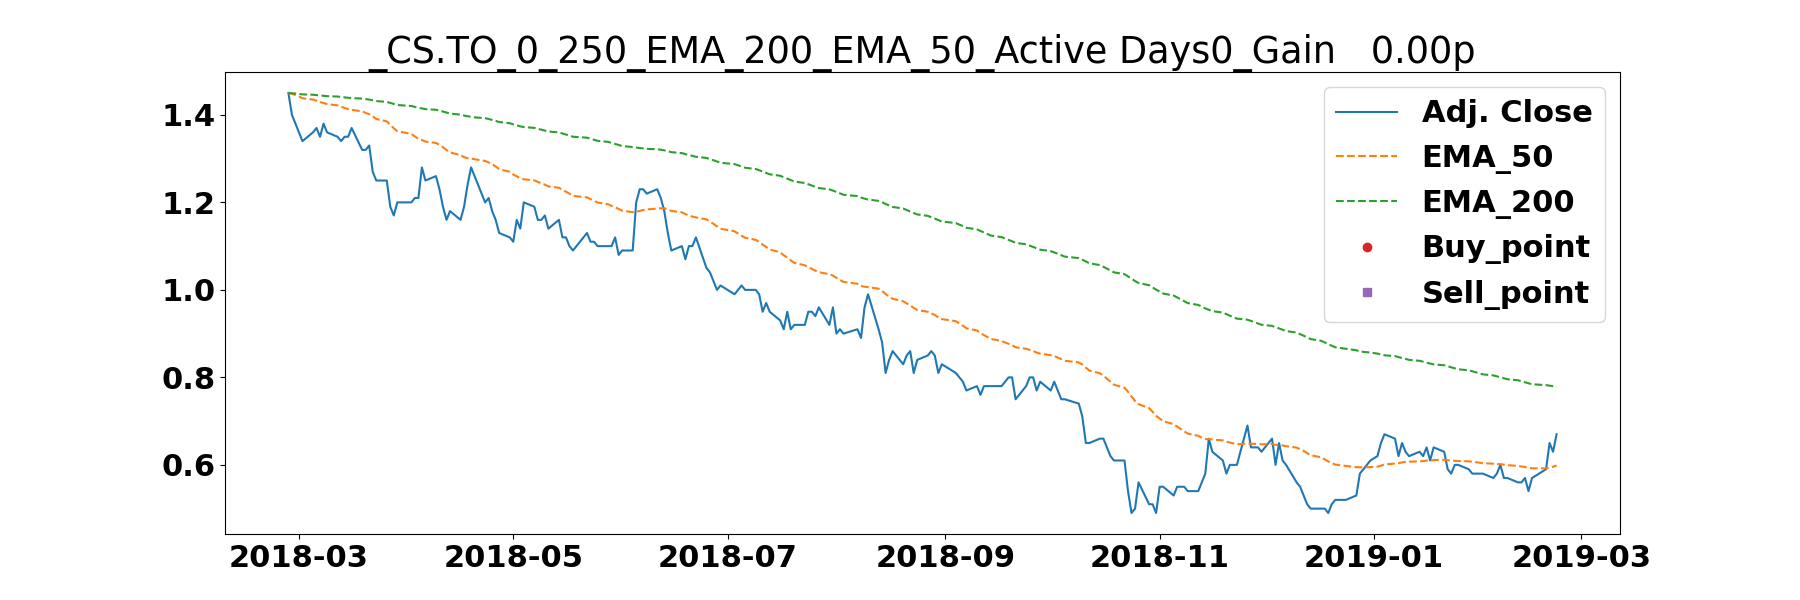 _CS.TO_0_250_EMA_200_EMA_50_Active Days0_Gain   0.00p
1.4
1.2
1.0
0.8
0.6
Adj. Close
EMA_50
EMA_200
Buy_point
Sell_point
2018-03 2018-05 2018-07 2018-09 2018-11 2019-01 2019-03